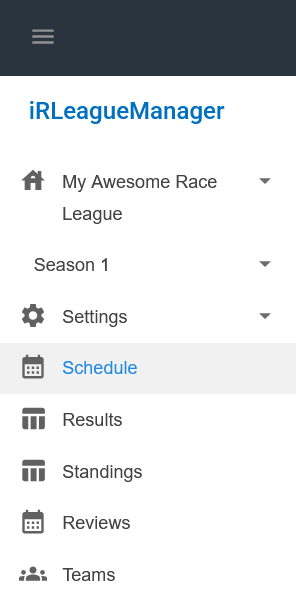 iRLeagueManager
My Awesome Race
League
Season 1
Settings
Schedule
Results
Standings
Reviews
Teams